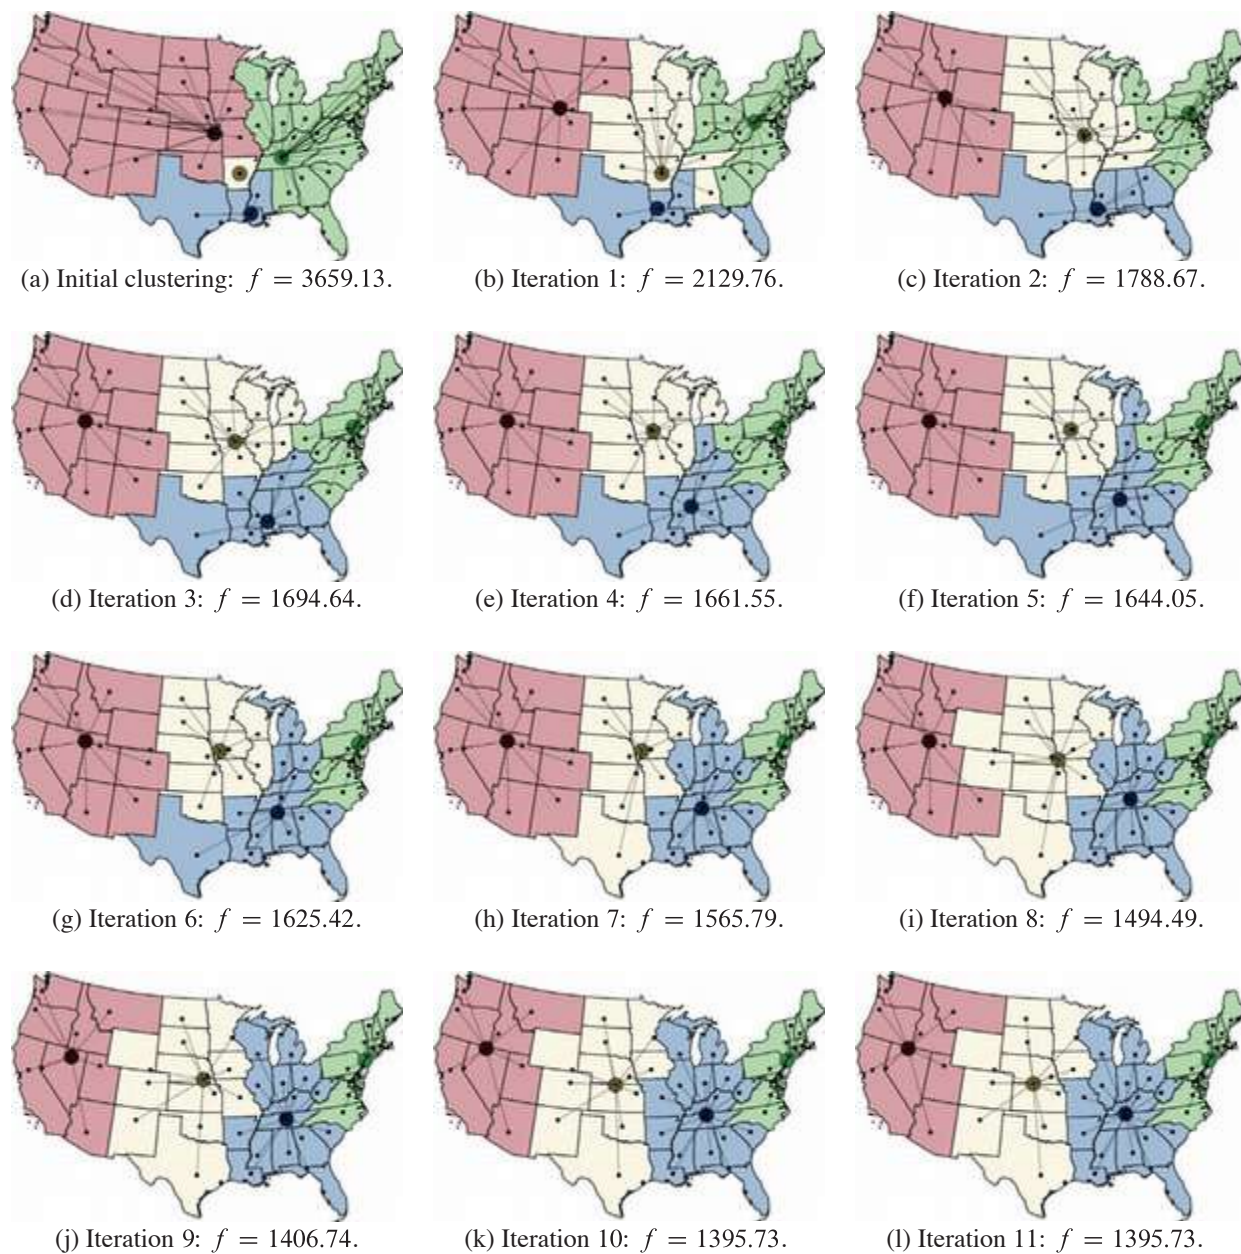 (a) Initial clustering: f = 3659.13.
(b) Iteration 1: f = 2129.76.
(c) Iteration 2: f = 1788.67.
(d) Iteration 3: f = 1694.64.
(e) Iteration 4: f = 1661.55.
(f) Iteration 5: f = 1644.05.
(g) Iteration 6: f = 1625.42.
(h) Iteration 7: f = 1565.79.
(i) Iteration 8: f = 1494.49.
(j) Iteration 9: f = 1406.74.
(k) Iteration 10: f = 1395.73.
(l) Iteration 11: f = 1395.73.